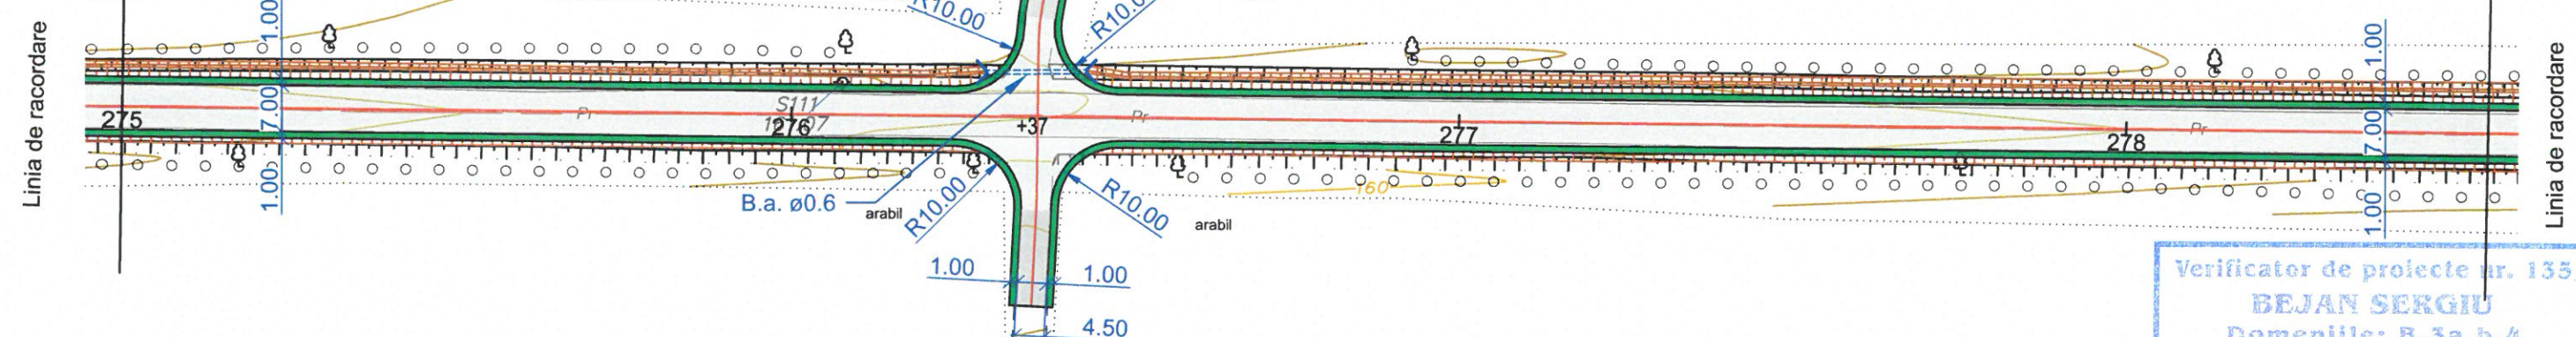 Linia de racordare
1.00
7.00
1.00
275
Pr
S111
276
R10.00
+37
Pr
277
278
Pr
1.00
7.00
1.00
Linia de racordare
B.a. ø0.6
arabil
R10.00
R10.00
arabil
160
1.00
1.00
4.50
Verificator de proiecte nr. 135
BEJAN SERGIU